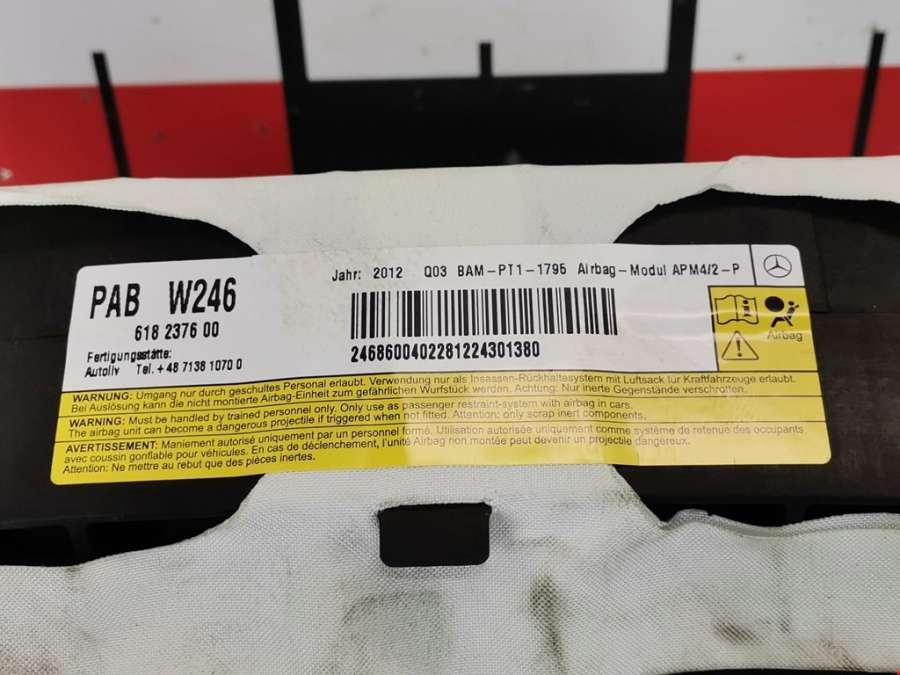 Jahr: 2012 Q03 BAM-PT1-1795 Airbag-Modul APM4/2-P
PAB W246
618 2376 00
Fertigungsstätte:
Autoliv Tel. +48 71381070 0
24686004022812243013​80
Airbag
WARNUNG: Umgang nur durch geschultes Personal erlaubt. Verwendung nur als Insassen-Rückhaltesystem mit Luftsack für Kraftfahrzeuge erlaubt.
Bei Auslösung kann die nicht montierte Airbag-Einheit zum gefährlichen Wurfstück werden. Achtung: Nur inerte Gegenstände verschrotten.
WARNING: Must be handled by trained personnel only. Only use as passenger restraint-system with airbag in cars.
The airbag unit can become a dangerous projectile if triggered when not fitted. Attention: only scrap inert components.
AVERTISSEMENT: Maniement autorisé uniquement par un personnel formé. Utilisation autorisée uniquement comme système de retenue des occupants
avec coussin gonflable pour véhicules. En cas de déclenchement, l'unité Airbag non montée peut devenir un projectile dangereux.
Attention: Ne mettre au rebut que des pièces inertes.